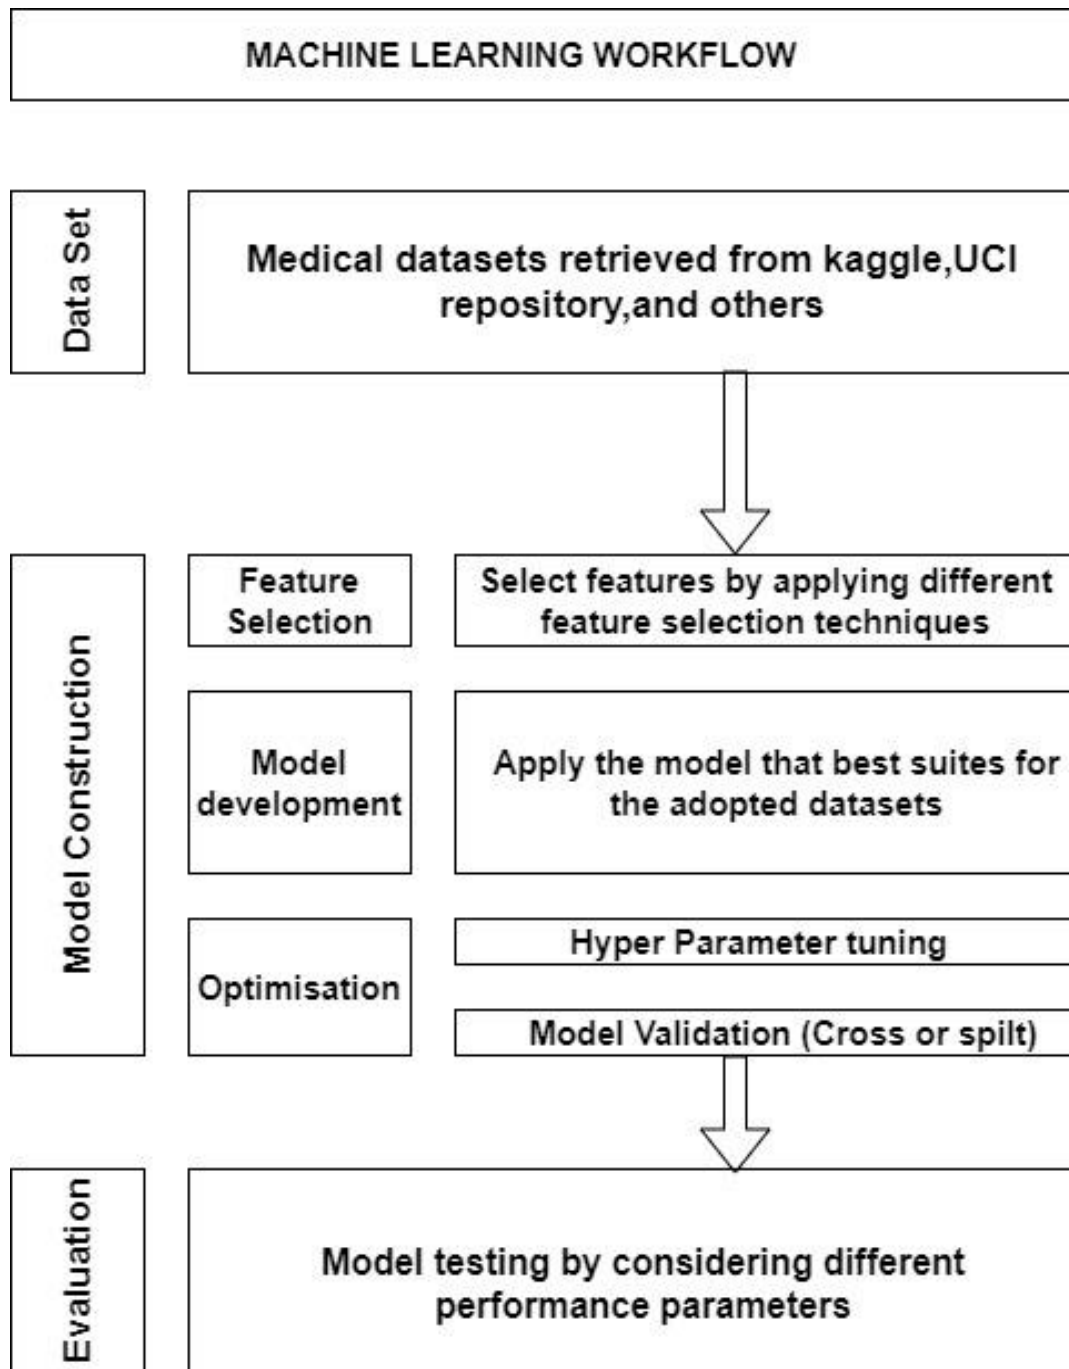 MACHINE LEARNING WORKFLOW
Data Set
Medical datasets retrieved from kaggle,UCI
repository,and others
Model Construction
Feature
Selection
Select features by applying different
feature selection techniques
Model
development
Apply the model that best suites for
the adopted datasets
Optimisation
Hyper Parameter tuning
Model Validation (Cross or spilt)
Evaluation
Model testing by considering different
performance parameters